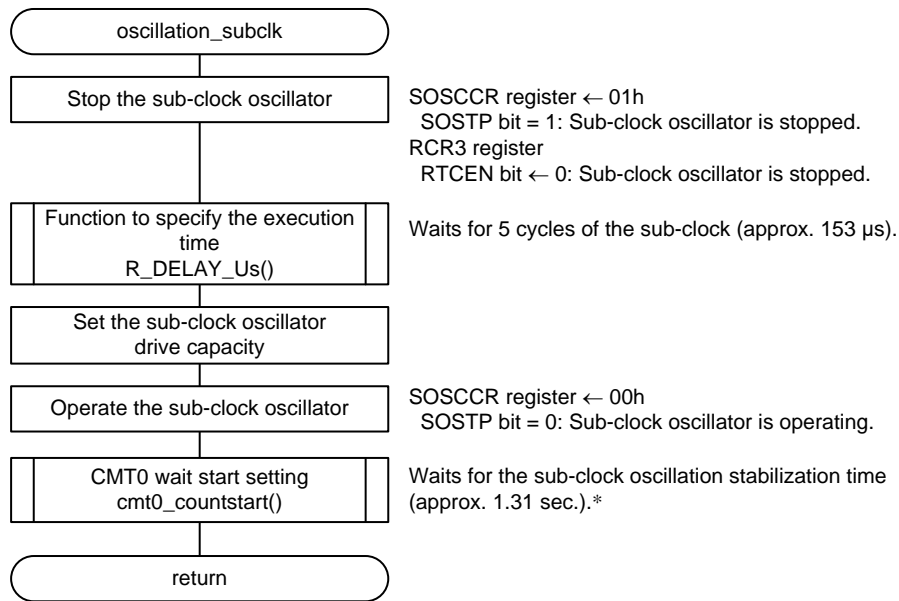 oscillation_subclk
Stop the sub-clock oscillator
SOSCCR register ← 01h
SOSTP bit = 1: Sub-clock oscillator is stopped.
RCR3 register
RTCEN bit ← 0: Sub-clock oscillator is stopped.
Function to specify the execution
time
R_DELAY_Us()
Waits for 5 cycles of the sub-clock (approx. 153 μs).
Set the sub-clock oscillator
drive capacity
Operate the sub-clock oscillator
SOSCCR register ← 00h
SOSTP bit = 0: Sub-clock oscillator is operating.
CMT0 wait start setting
cmt0_countstart()
Waits for the sub-clock oscillation stabilization time
(approx. 1.31 sec.).*
return